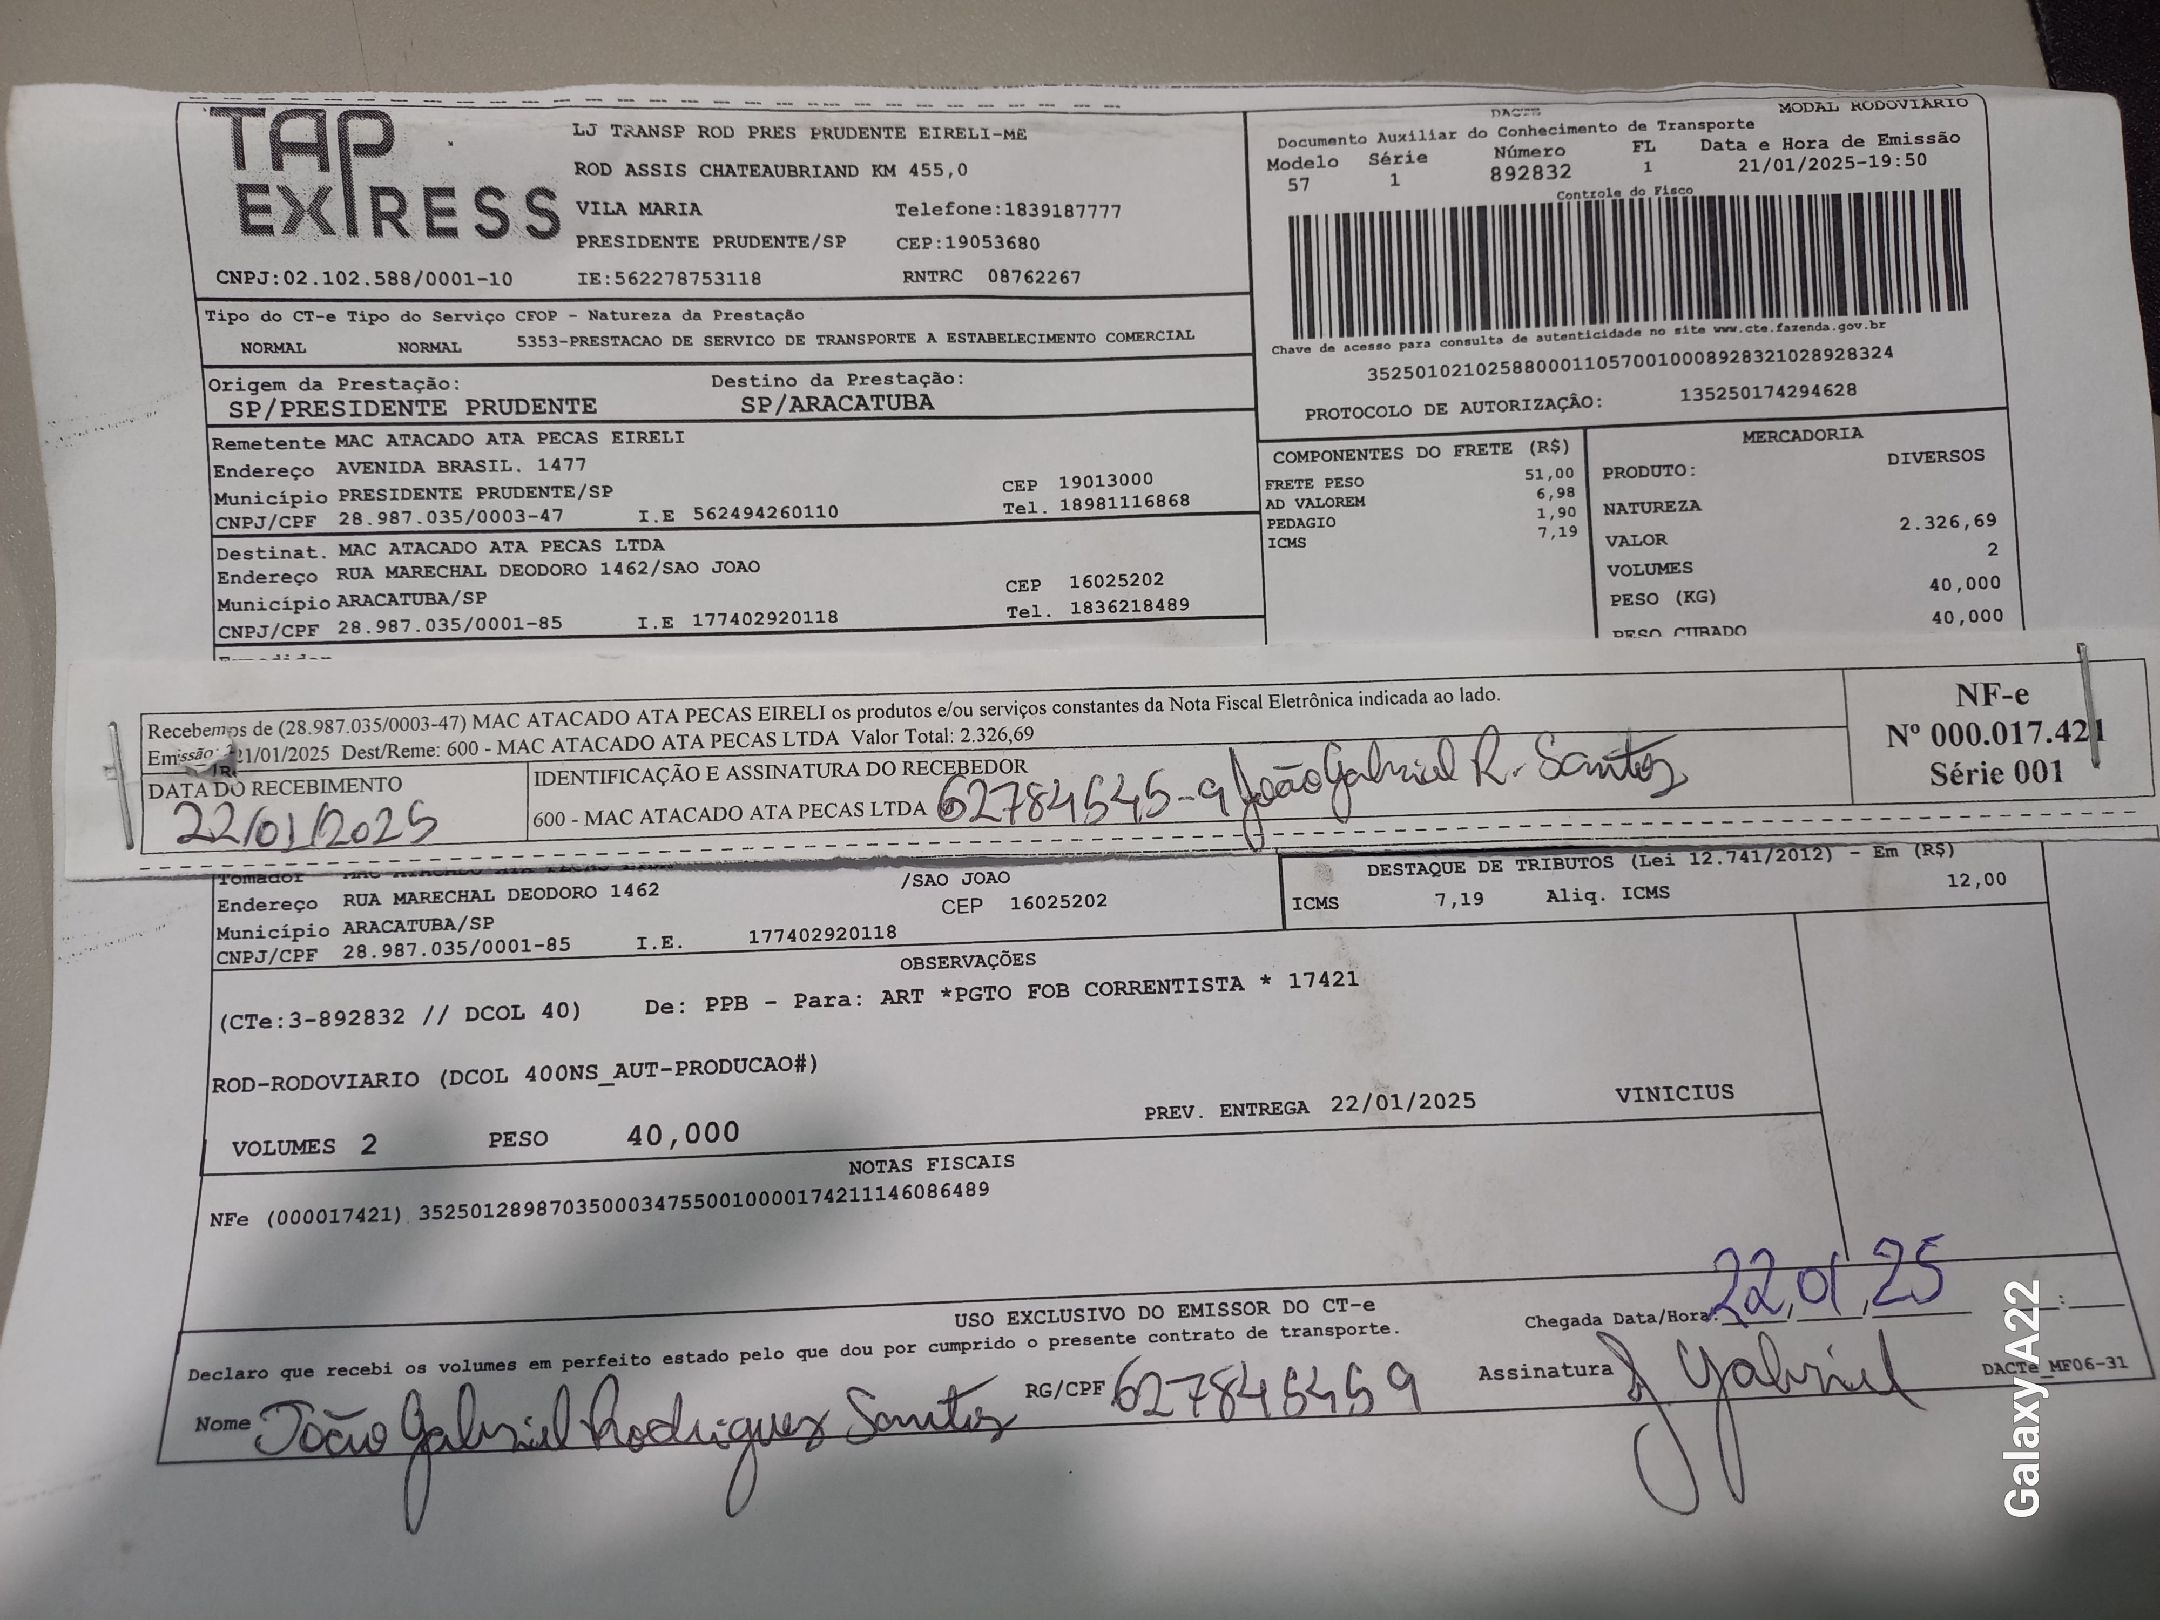 TAP EXPRESS
LJ TRANSP ROD PRES PRUDENTE EIRELI-ME
ROD ASSIS CHATEAUBRIAND KM 455,0
VILA MARIA Telefone:1839187777
PRESIDENTE PRUDENTE/SP CEP:19053680
CNPJ:02.102.588/0001-10 IE:562278753118 RNTRC 08762267
DACTE MODAL RODOVIÁRIO
Documento Auxiliar do Conhecimento de Transporte
Modelo Série Número FL Data e Hora de Emissão
57 1 892832 1 21/01/2025-19:50
Controle do Fisco
Chave de acesso para consulta de autenticidade no site www.cte.fazenda.gov.br
35250102102588000110570010008928321028928324
PROTOCOLO DE AUTORIZAÇÃO: 135250174294628
Tipo do CT-e Tipo do Serviço CFOP - Natureza da Prestação
NORMAL NORMAL 5353-PRESTACAO DE SERVICO DE TRANSPORTE A ESTABELECIMENTO COMERCIAL
Origem da Prestação: Destino da Prestação:
SP/PRESIDENTE PRUDENTE SP/ARACATUBA
Remetente MAC ATACADO ATA PECAS EIRELI
Endereço AVENIDA BRASIL. 1477
Município PRESIDENTE PRUDENTE/SP CEP 19013000
CNPJ/CPF 28.987.035/0003-47 I.E 562494260110 Tel. 18981116868
Destinat. MAC ATACADO ATA PECAS LTDA
Endereço RUA MARECHAL DEODORO 1462/SAO JOAO
Município ARACATUBA/SP CEP 16025202
CNPJ/CPF 28.987.035/0001-85 I.E 177402920118 Tel. 1836218489
COMPONENTES DO FRETE (R$)
FRETE PESO 51,00
AD VALOREM 6,98
PEDAGIO 1,90
ICMS 7,19
MERCADORIA
PRODUTO: DIVERSOS
NATUREZA
VALOR 2.326,69
VOLUMES 2
PESO (KG) 40,000
PESO CUBADO 40,000
Recebemos de (28.987.035/0003-47) MAC ATACADO ATA PECAS EIRELI os produtos e/ou serviços constantes da Nota Fiscal Eletrônica indicada ao lado.
Emissão: 21/01/2025 Dest/Reme: 600 - MAC ATACADO ATA PECAS LTDA Valor Total: 2.326,69
DATA DO RECEBIMENTO IDENTIFICAÇÃO E ASSINATURA DO RECEBEDOR
22/01/2025 600 - MAC ATACADO ATA PECAS LTDA 62784545-9 João Gabriel R. Santos
NF-e
Nº 000.017.421
Série 001
Tomador
Endereço RUA MARECHAL DEODORO 1462 /SAO JOAO
Município ARACATUBA/SP CEP 16025202
CNPJ/CPF 28.987.035/0001-85 I.E. 177402920118
DESTAQUE DE TRIBUTOS (Lei 12.741/2012) - Em (R$)
ICMS 7,19 Aliq. ICMS 12,00
OBSERVAÇÕES
(CTe:3-892832 // DCOL 40) De: PPB - Para: ART *PGTO FOB CORRENTISTA * 17421
ROD-RODOVIARIO (DCOL 400NS_AUT-PRODUCAO#)
PREV. ENTREGA 22/01/2025 VINICIUS
VOLUMES 2 PESO 40,000
NOTAS FISCAIS
NFe (000017421) 35250128987035000347550010000174211146086489
USO EXCLUSIVO DO EMISSOR DO CT-e
Declaro que recebi os volumes em perfeito estado pelo que dou por cumprido o presente contrato de transporte.
Chegada Data/Hora: 22/01/25 :
Nome João Gabriel Rodrigues Santos RG/CPF 627845459 Assinatura J Gabriel
DACTe_MF06-31
Galaxy A22